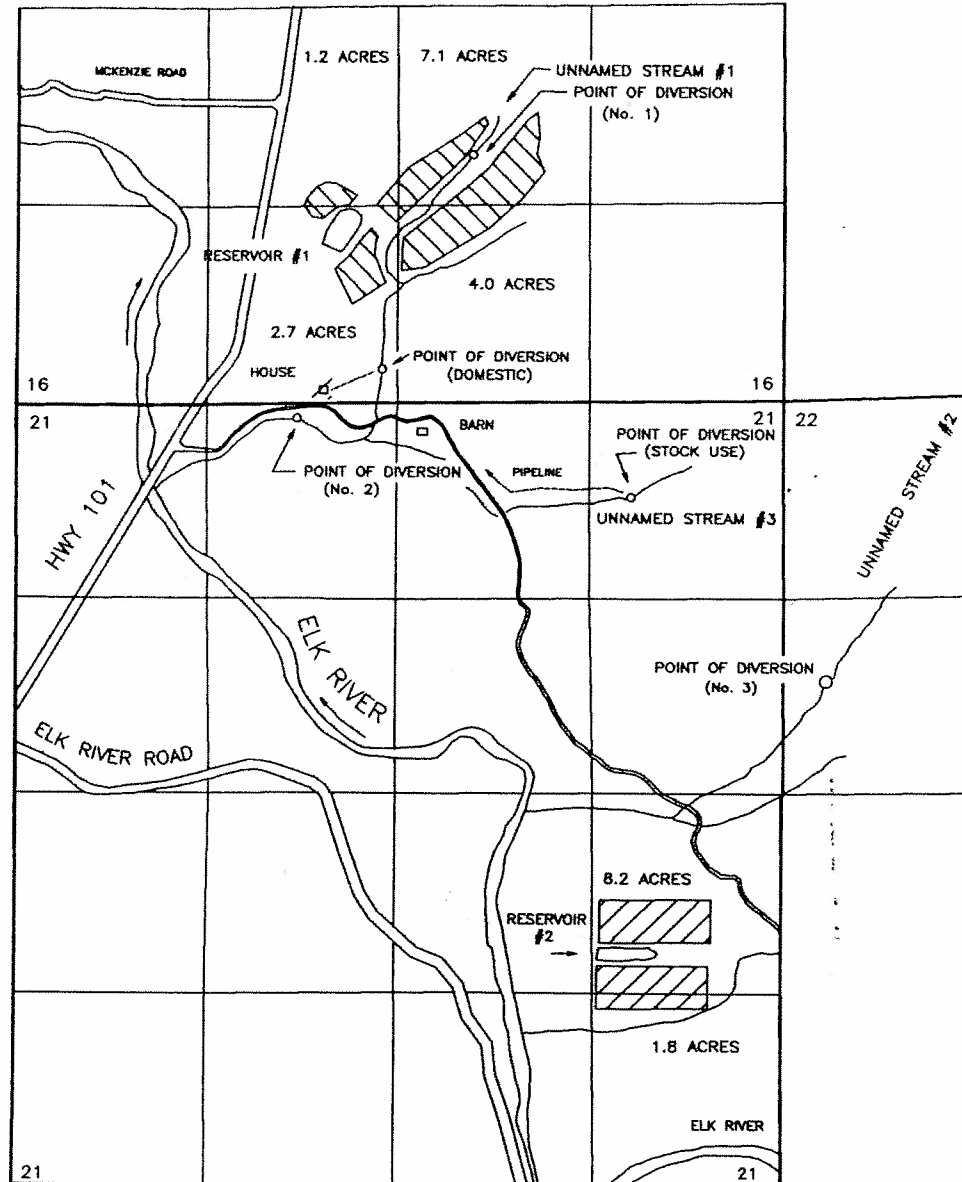 1.2 ACRES
7.1 ACRES
MCKENZIE ROAD
UNNAMED STREAM #1
POINT OF DIVERSION
(No. 1)
RESERVOIR #1
4.0 ACRES
2.7 ACRES
HOUSE
POINT OF DIVERSION
(DOMESTIC)
16
16
21
21
22
BARN
POINT OF DIVERSION
(STOCK USE)
POINT OF DIVERSION
(No. 2)
PIPELINE
UNNAMED STREAM #3
UNNAMED STREAM #2
HWY 101
ELK RIVER
POINT OF DIVERSION
(No. 3)
ELK RIVER ROAD
8.2 ACRES
RESERVOIR
#2
1.8 ACRES
ELK RIVER
21
21